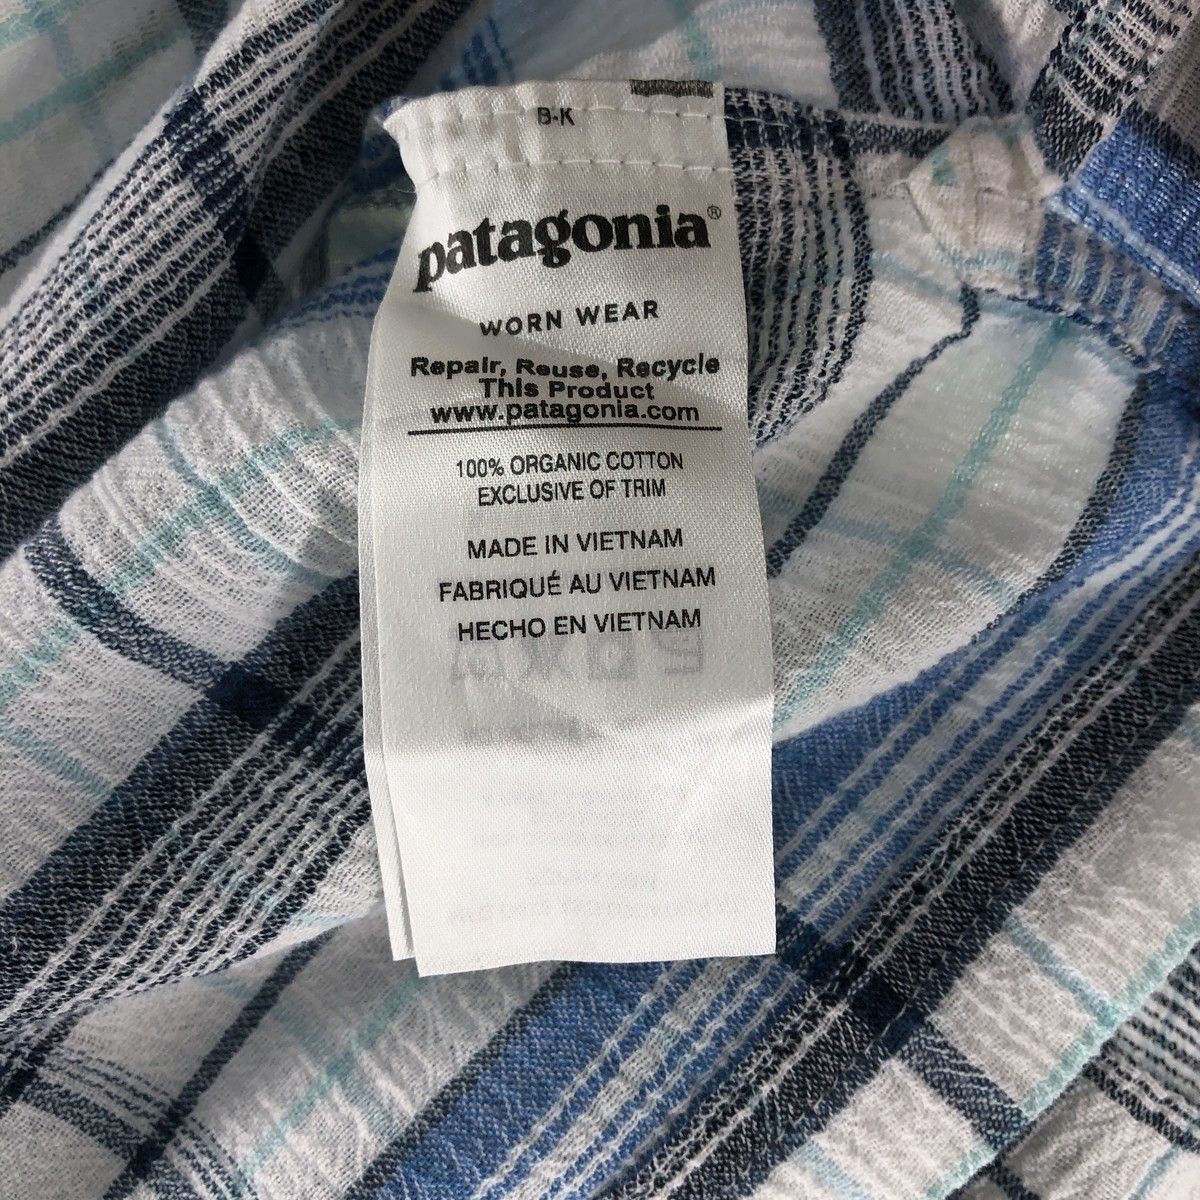 B-K
patagonia®
WORN WEAR
Repair, Reuse, Recycle
This Product
www.patagonia.com
100% ORGANIC COTTON
EXCLUSIVE OF TRIM
MADE IN VIETNAM
FABRIQUÉ AU VIETNAM
HECHO EN VIETNAM